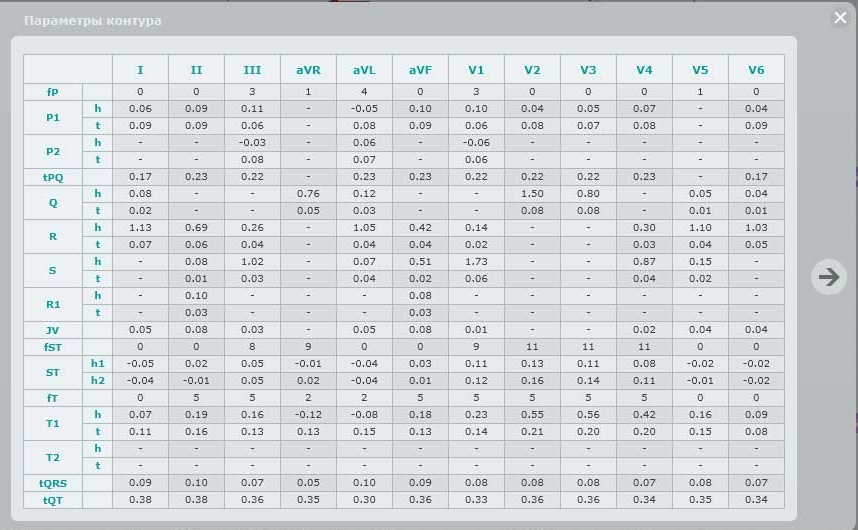 Параметры контура
I II III aVR aVL aVF V1 V2 V3 V4 V5 V6
fP 0 0 3 1 4 0 3 0 0 0 1 0
P1 h 0.06 0.09 0.11 - -0.05 0.10 0.10 0.04 0.05 0.07 - 0.04
t 0.09 0.09 0.06 - 0.08 0.09 0.06 0.08 0.07 0.08 - 0.09
P2 h - - -0.03 - 0.06 - -0.06 - - - - -
t - - 0.08 - 0.07 - 0.06 - - - - -
tPQ 0.17 0.23 0.22 - 0.23 0.23 0.22 0.22 0.22 0.23 - 0.17
Q h 0.08 - - 0.76 0.12 - - 1.50 0.80 - 0.05 0.04
t 0.02 - - 0.05 0.03 - - 0.08 0.08 - 0.01 0.01
R h 1.13 0.69 0.26 - 1.05 0.42 0.14 - - 0.30 1.10 1.03
t 0.07 0.06 0.04 - 0.04 0.04 0.02 - - 0.03 0.04 0.05
S h - 0.08 1.02 - 0.07 0.51 1.73 - - 0.87 0.15 -
t - 0.01 0.03 - 0.04 0.02 0.06 - - 0.04 0.02 -
R1 h - 0.10 - - - 0.08 - - - - - -
t - 0.03 - - - 0.03 - - - - - -
JV 0.05 0.08 0.03 - 0.05 0.08 0.01 - - 0.02 0.04 0.04
fST 0 0 8 9 0 0 9 11 11 11 0 0
ST h1 -0.05 0.02 0.05 -0.01 -0.04 0.03 0.11 0.13 0.11 0.08 -0.02 -0.02
h2 -0.04 -0.01 0.05 0.02 -0.04 0.01 0.12 0.16 0.14 0.11 -0.01 -0.02
fT 0 5 5 2 2 5 5 5 5 5 0 0
T1 h 0.07 0.19 0.16 -0.12 -0.08 0.18 0.23 0.55 0.56 0.42 0.16 0.09
t 0.11 0.16 0.13 0.13 0.15 0.13 0.14 0.21 0.20 0.20 0.15 0.08
T2 h - - - - - - - - - - - -
t - - - - - - - - - - - -
tQRS 0.09 0.10 0.07 0.05 0.10 0.09 0.08 0.08 0.08 0.07 0.08 0.07
tQT 0.38 0.38 0.36 0.35 0.30 0.36 0.33 0.36 0.36 0.34 0.35 0.34